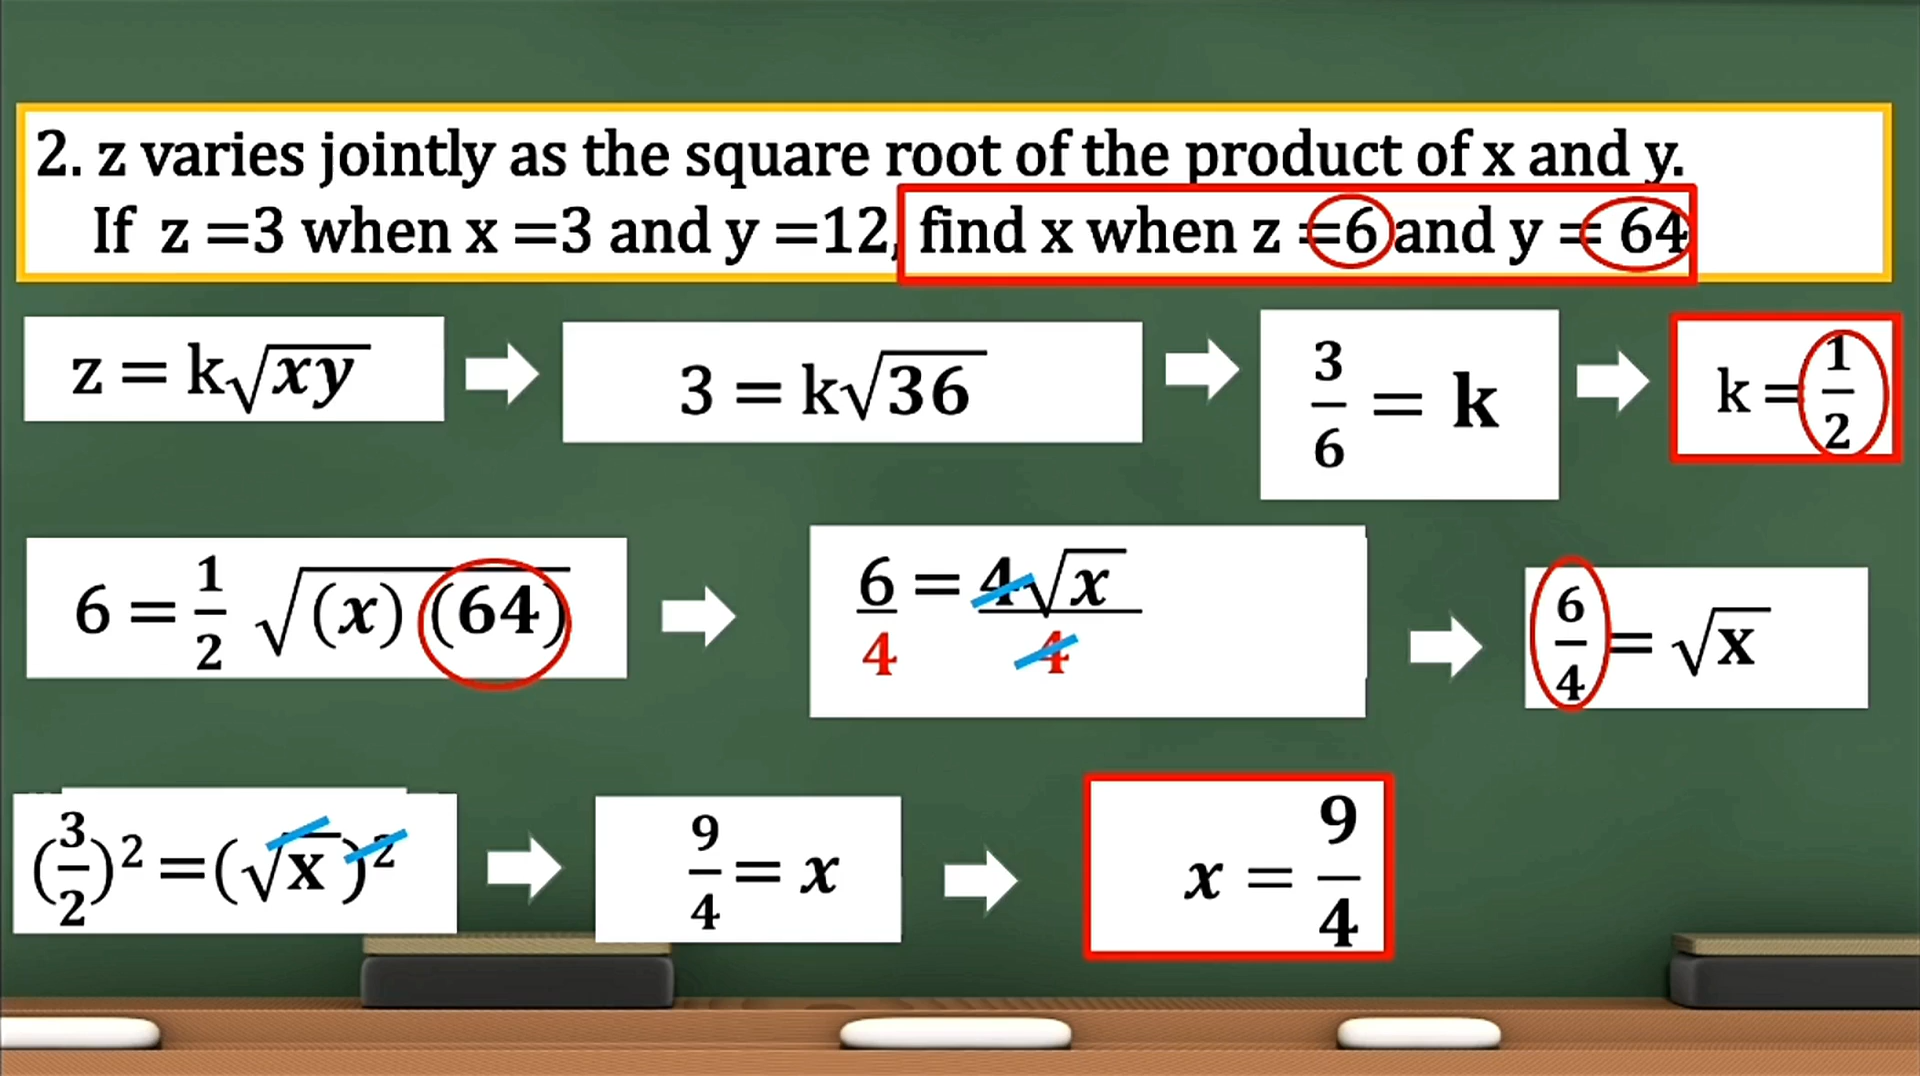 2. z varies jointly as the square root of the product of x and y.
If z =3 when x =3 and y =12, find x when z =6 and y = 64
z = k√xy
3 = k√36
3/6 = k
k = 1/2
6 = 1/2 √(x) (64)
6/4 = 4√x/4
6/4 = √x
(3/2)² = (√x)²
9/4 = x
x = 9/4